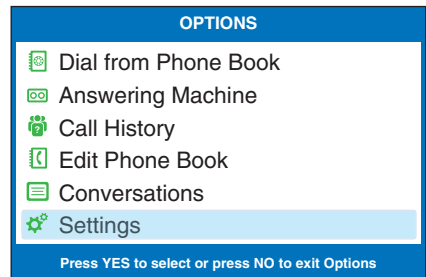 OPTIONS
Dial from Phone Book
Answering Machine
Call History
Edit Phone Book
Conversations
Settings
Press YES to select or press NO to exit Options